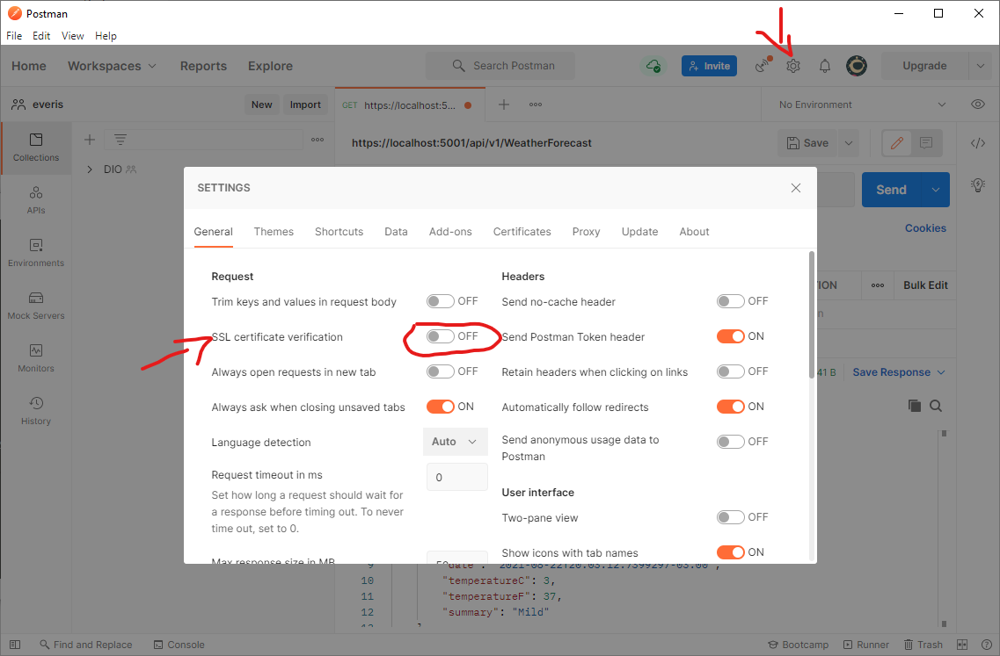 Postman
File Edit View Help
Home Workspaces Reports Explore Search Postman Invite Upgrade
everis New Import GET https://localhost:5... No Environment
Collections
APIs
Environments
Mock Servers
Monitors
History
DIO
https://localhost:5001/api/v1/WeatherForecast Save
Send
Cookies
ION Bulk Edit
41 B Save Response
SETTINGS
General Themes Shortcuts Data Add-ons Certificates Proxy Update About
Request
Trim keys and values in request body OFF
SSL certificate verification OFF
Always open requests in new tab OFF
Always ask when closing unsaved tabs ON
Language detection Auto
Request timeout in ms 0
Set how long a request should wait for
a response before timing out. To never
time out, set to 0.
Max response size in MB 50
Headers
Send no-cache header OFF
Send Postman Token header ON
Retain headers when clicking on links OFF
Automatically follow redirects ON
Send anonymous usage data to
Postman OFF
User interface
Two-pane view OFF
Show icons with tab names ON
9 "date": "2021-08-22T20:03:12.7399297-03:00",
10 "temperatureC": 3,
11 "temperatureF": 37,
12 "summary": "Mild"
13
Find and Replace Console Bootcamp Runner Trash